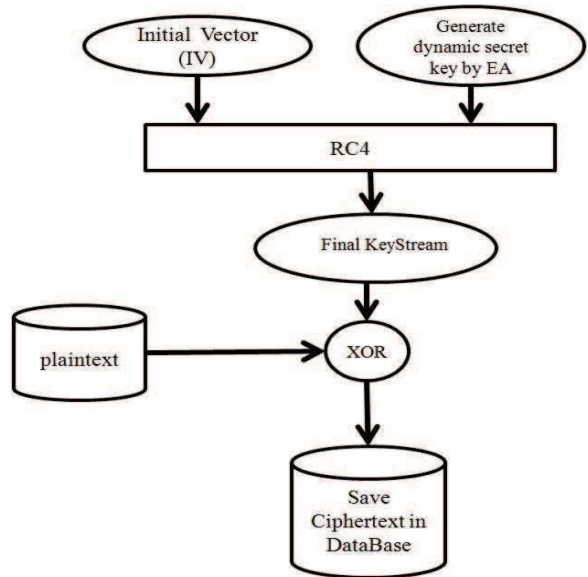 Initial Vector
(IV)
Generate
dynamic secret
key by EA
RC4
Final KeyStream
plaintext
XOR
Save
Ciphertext in
DataBase